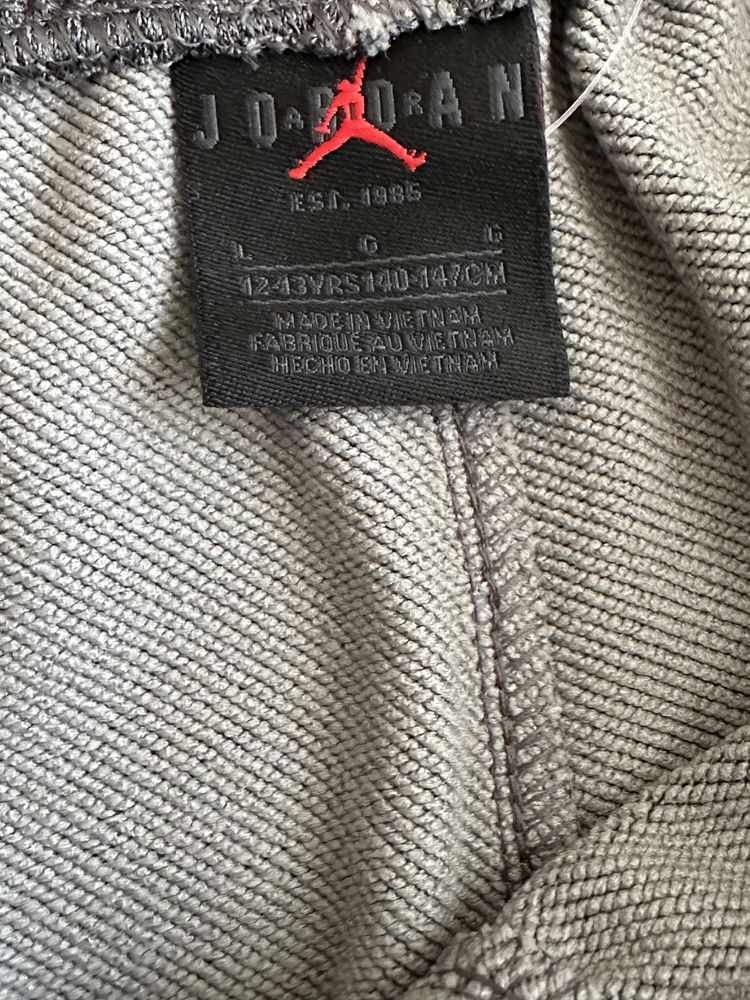 JORDAN
EST. 1985
L G G
12-13YRS 140-147CM
MADE IN VIETNAM
FABRIQUE AU VIETNAM
HECHO EN VIETNAM